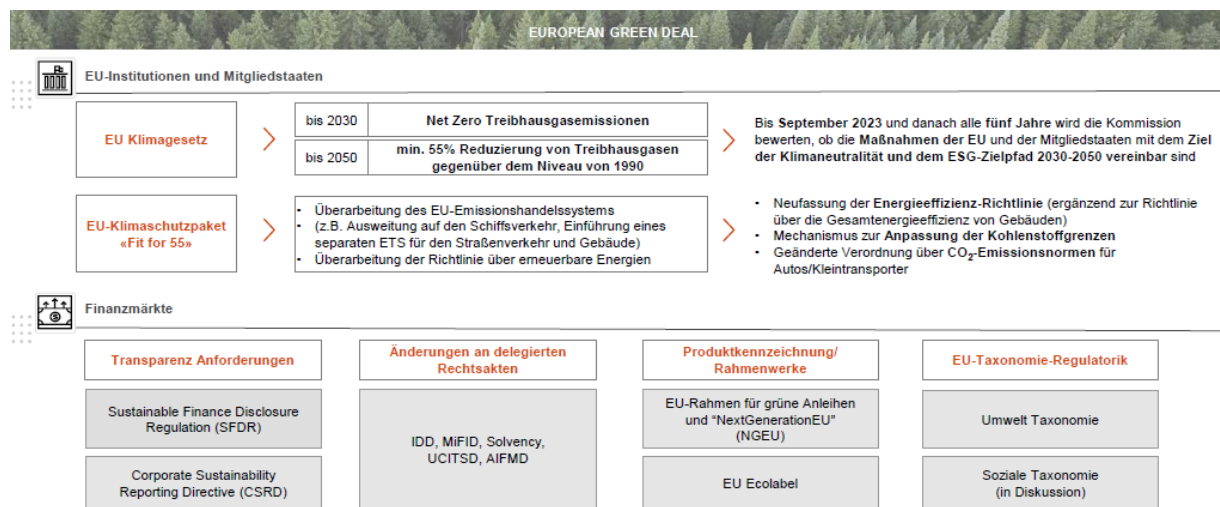 EUROPEAN GREEN DEAL
EU-Institutionen und Mitgliedstaaten
EU Klimagesetz
bis 2030
Net Zero Treibhausgasemissionen
bis 2050
min. 55% Reduzierung von Treibhausgasen
gegenüber dem Niveau von 1990
Bis September 2023 und danach alle fünf Jahre wird die Kommission
bewerten, ob die Maßnahmen der EU und der Mitgliedstaaten mit dem Ziel
der Klimaneutralität und dem ESG-Zielpfad 2030-2050 vereinbar sind
EU-Klimaschutzpaket
«Fit for 55»
• Überarbeitung des EU-Emissionshandelssystems
• (z.B. Ausweitung auf den Schiffsverkehr, Einführung eines
separaten ETS für den Straßenverkehr und Gebäude)
• Überarbeitung der Richtlinie über erneuerbare Energien
• Neufassung der Energieeffizienz-Richtlinie (ergänzend zur Richtlinie
über die Gesamtenergieeffizienz von Gebäuden)
• Mechanismus zur Anpassung der Kohlenstoffgrenzen
• Geänderte Verordnung über CO₂-Emissionsnormen für
Autos/Kleintransporter
Finanzmärkte
Transparenz Anforderungen
Sustainable Finance Disclosure
Regulation (SFDR)
Corporate Sustainability
Reporting Directive (CSRD)
Änderungen an delegierten
Rechtsakten
IDD, MiFID, Solvency,
UCITSD, AIFMD
Produktkennzeichnung/
Rahmenwerke
EU-Rahmen für grüne Anleihen
und "NextGenerationEU"
(NGEU)
EU Ecolabel
EU-Taxonomie-Regulatorik
Umwelt Taxonomie
Soziale Taxonomie
(in Diskussion)